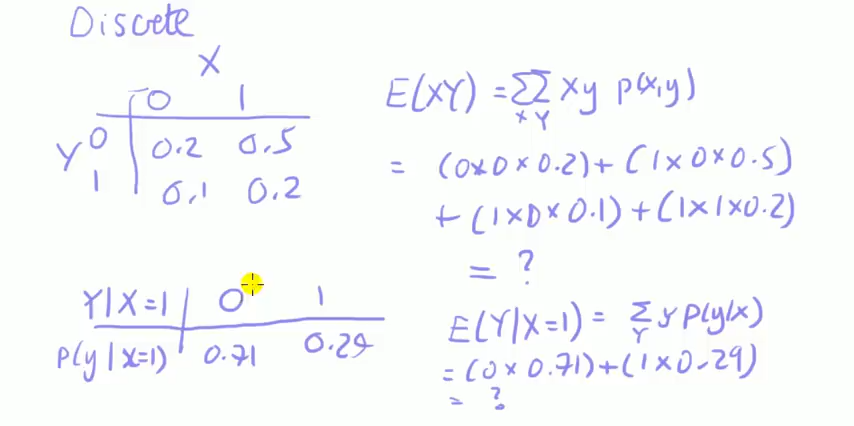 Discrete
X
0 1
Y 0 0.2 0.5
1 0.1 0.2
E(XY) = ΣΣ xy p(x,y)
X Y
= (0×0×0.2)+(1×0×0.5)
+(1×0×0.1)+(1×1×0.2)
= ?
Y|X=1 0 1
P(y|x=1) 0.71 0.29
E(Y|X=1) = Σ y P(y|x)
Y
=(0×0.71)+(1×0.29)
= ?